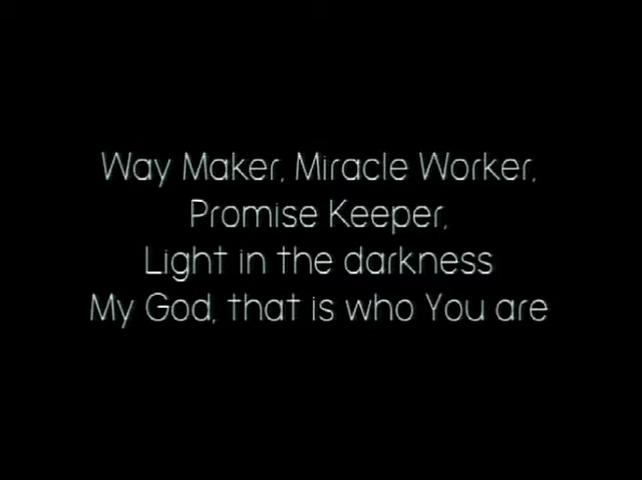 Way Maker, Miracle Worker,
Promise Keeper,
Light in the darkness
My God, that is who You are